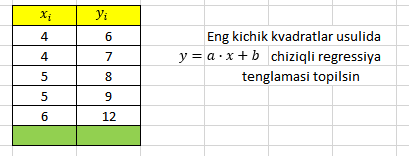 xᵢ yᵢ
4 6
4 7
5 8
5 9
6 12
Eng kichik kvadratlar usulida
y = a · x + b chiziqli regressiya
tenglamasi topilsin